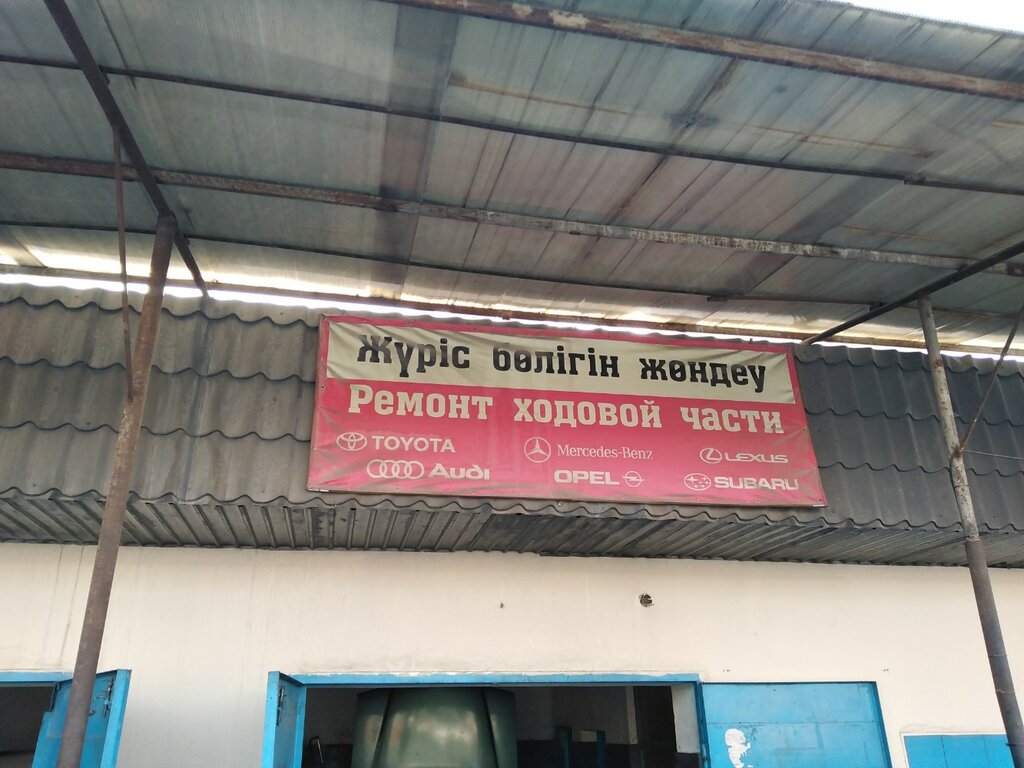 Жүріс бөлігін жөндеу
Ремонт ходовой части
TOYOTA Mercedes-Benz LEXUS
Audi OPEL SUBARU